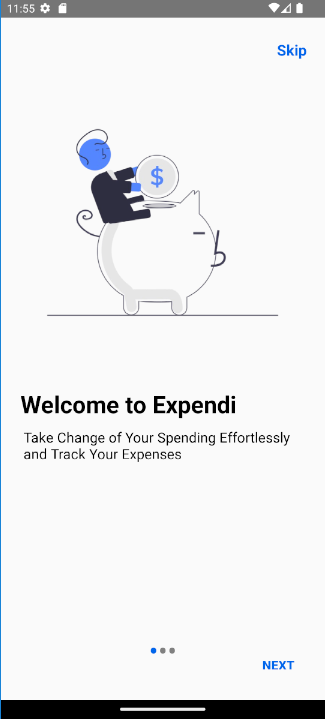 11:55
Skip
$
Welcome to Expendi
Take Change of Your Spending Effortlessly
and Track Your Expenses
NEXT